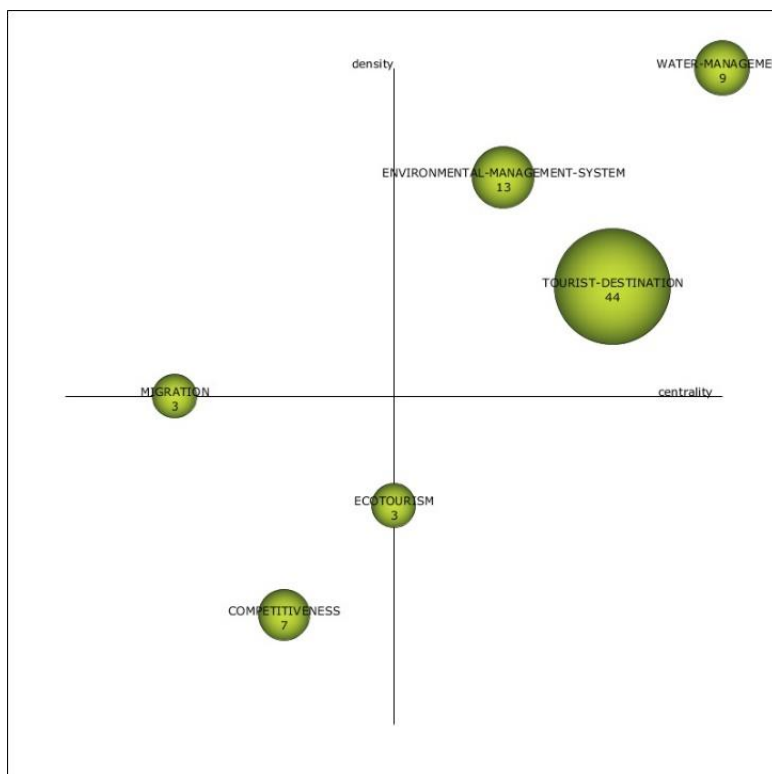 density
WATER-MANAGEME
9
ENVIRONMENTAL-MANAGEMENT-SYSTEM
13
TOURIST-DESTINATION
44
MIGRATION
3
centrality
ECOTOURISM
3
COMPETITIVENESS
7